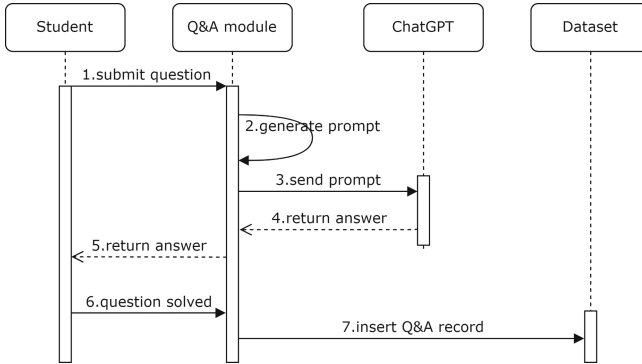 Student
Q&A module
ChatGPT
Dataset
1.submit question
2.generate prompt
3.send prompt
4.return answer
5.return answer
6.question solved
7.insert Q&A record